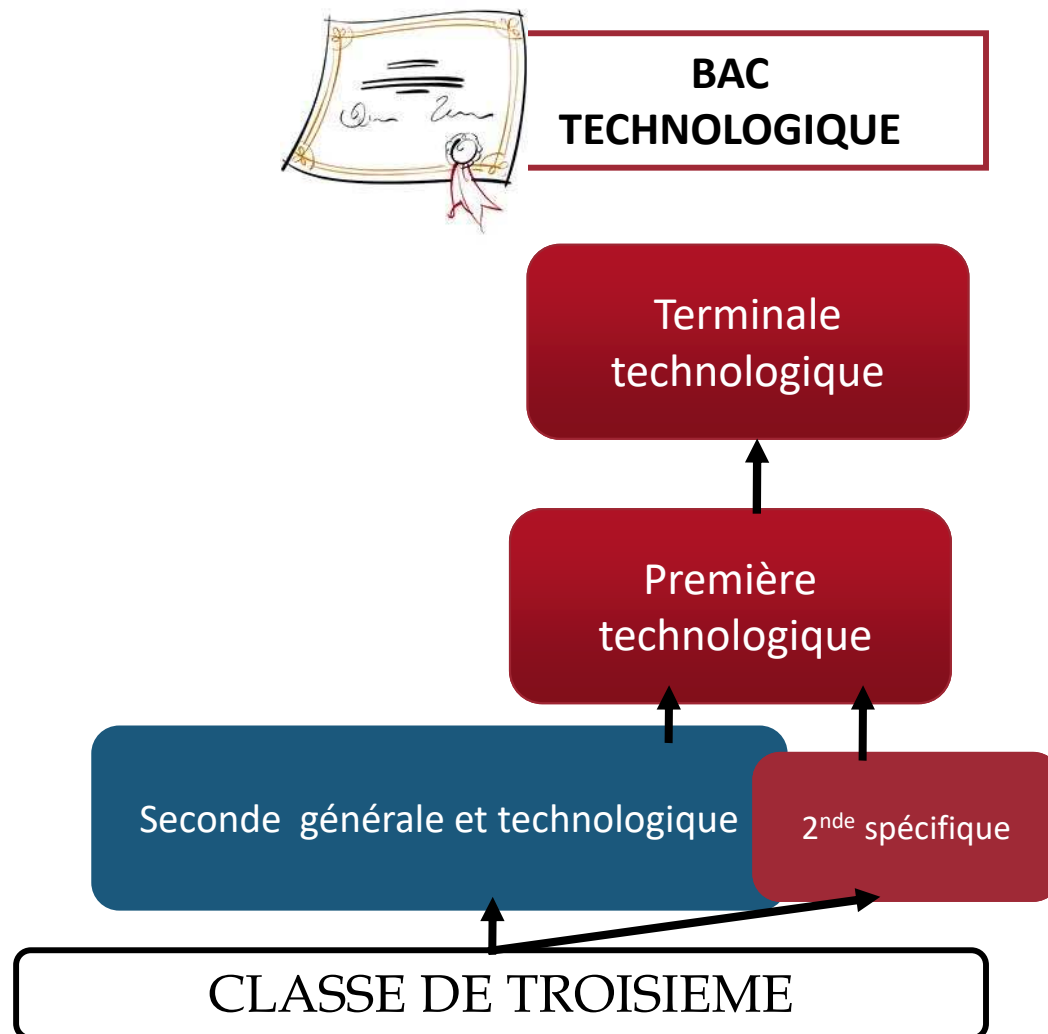 BAC
TECHNOLOGIQUE
Terminale
technologique
Première
technologique
Seconde générale et technologique
2nde spécifique
CLASSE DE TROISIEME